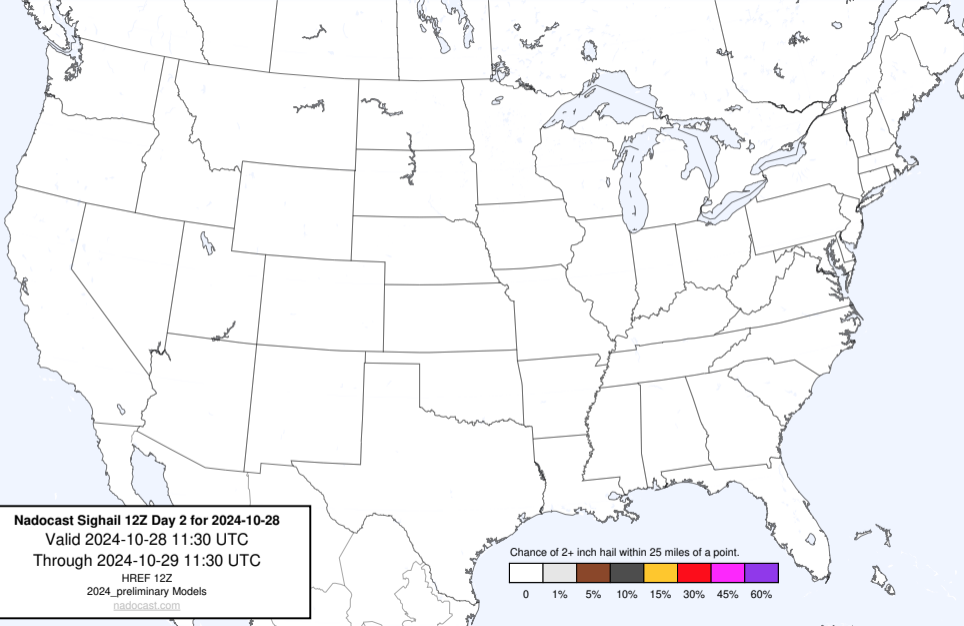 Nadocast Sighail 12Z Day 2 for 2024-10-28
Valid 2024-10-28 11:30 UTC
Through 2024-10-29 11:30 UTC
HREF 12Z
2024_preliminary Models
nadocast.com
Chance of 2+ inch hail within 25 miles of a point.
0 1% 5% 10% 15% 30% 45% 60%